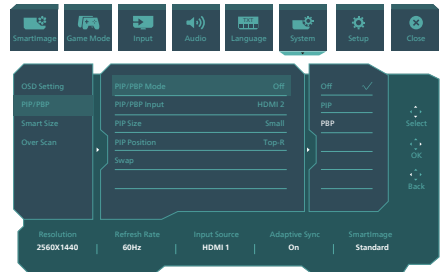 TXT
SmartImage Game Mode Input Audio Language System Setup Close
OSD Setting PIP/PBP Mode Off Off
PIP/PBP PIP/PBP Input HDMI 2 PIP
Smart Size PIP Size Small PBP Select
Over Scan PIP Position Top-R
Swap OK
Back
Resolution Refresh Rate Input Source Adaptive Sync SmartImage
2560X1440 60Hz HDMI 1 On Standard